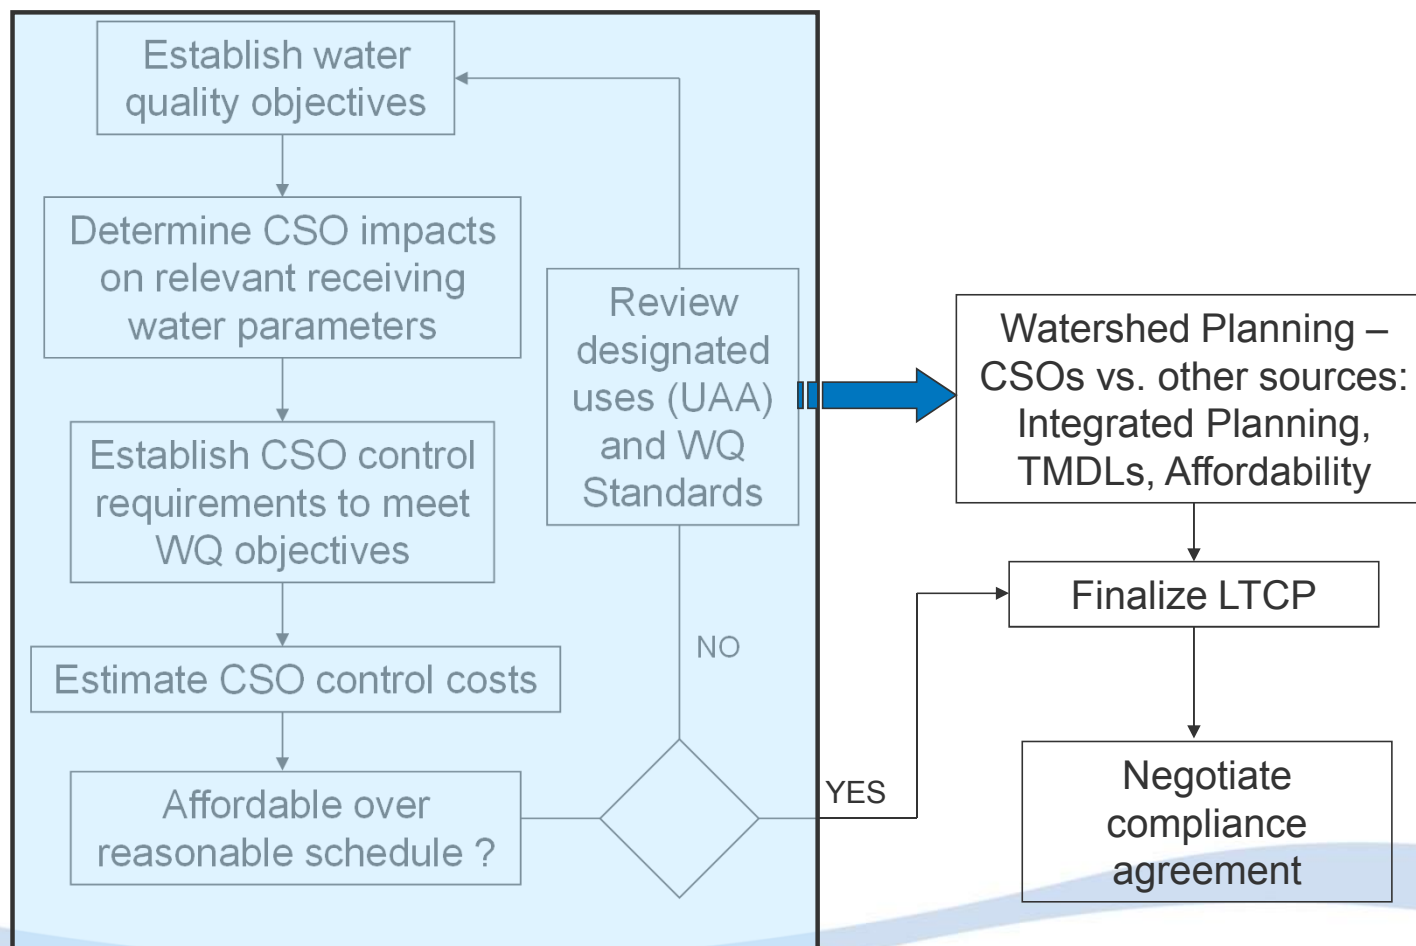 Establish water
quality objectives
Determine CSO impacts
on relevant receiving
water parameters
Establish CSO control
requirements to meet
WQ objectives
Estimate CSO control costs
Affordable over
reasonable schedule ?
Review
designated
uses (UAA)
and WQ
Standards
NO
YES
Watershed Planning –
CSOs vs. other sources:
Integrated Planning,
TMDLs, Affordability
Finalize LTCP
Negotiate
compliance
agreement